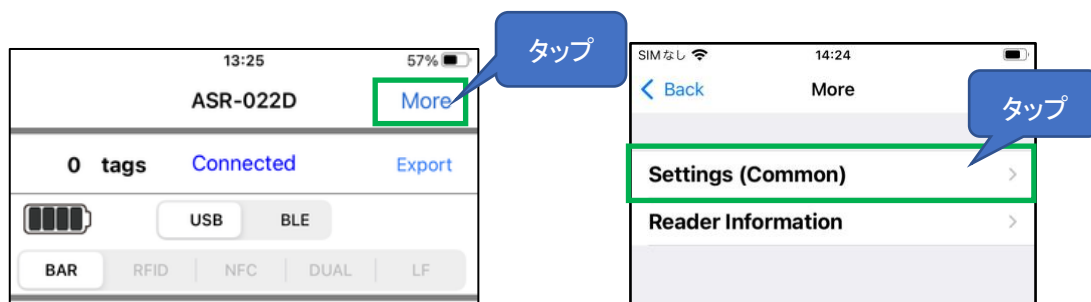 タップ
13:25 57%
ASR-022D More
0 tags Connected Export
USB BLE
BAR RFID NFC DUAL LF
SIMなし 14:24
Back More
タップ
Settings (Common)
Reader Information